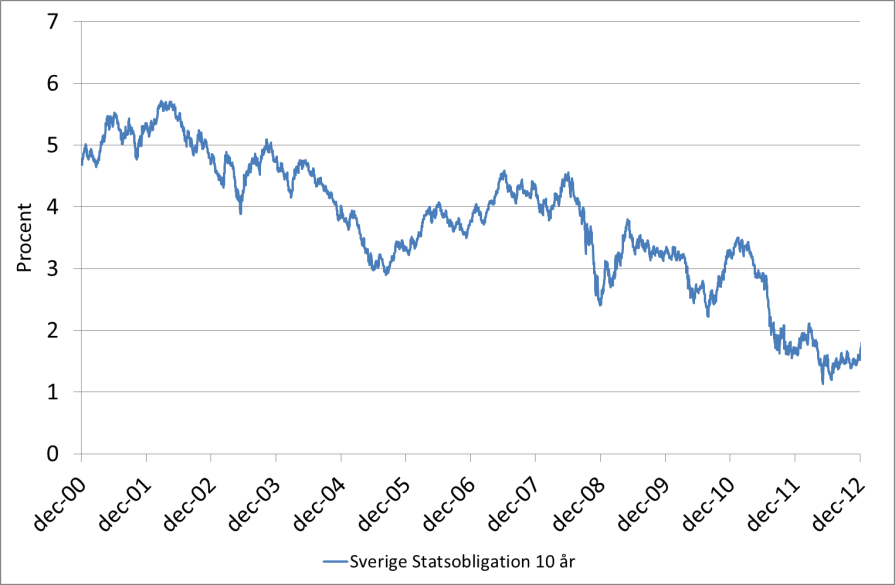 7
6
5
4
3
2
1
0
Procent
dec-00
dec-01
dec-02
dec-03
dec-04
dec-05
dec-06
dec-07
dec-08
dec-09
dec-10
dec-11
dec-12
Sverige Statsobligation 10 år